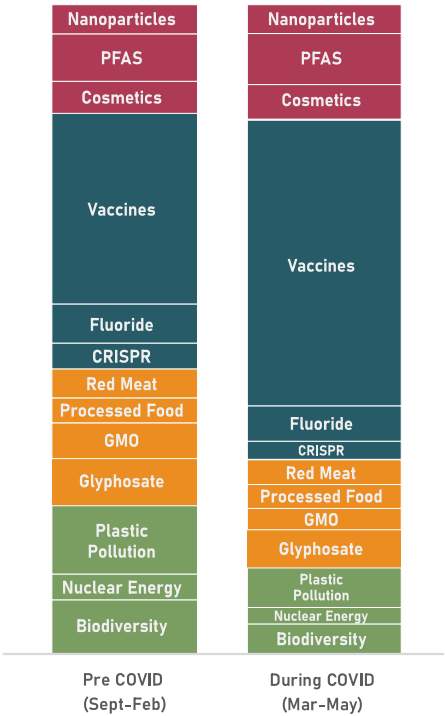 Nanoparticles
PFAS
Cosmetics
Vaccines
Fluoride
CRISPR
Red Meat
Processed Food
GMO
Glyphosate
Plastic
Pollution
Nuclear Energy
Biodiversity
Pre COVID
(Sept-Feb)
Nanoparticles
PFAS
Cosmetics
Vaccines
Fluoride
CRISPR
Red Meat
Processed Food
GMO
Glyphosate
Plastic
Pollution
Nuclear Energy
Biodiversity
During COVID
(Mar-May)